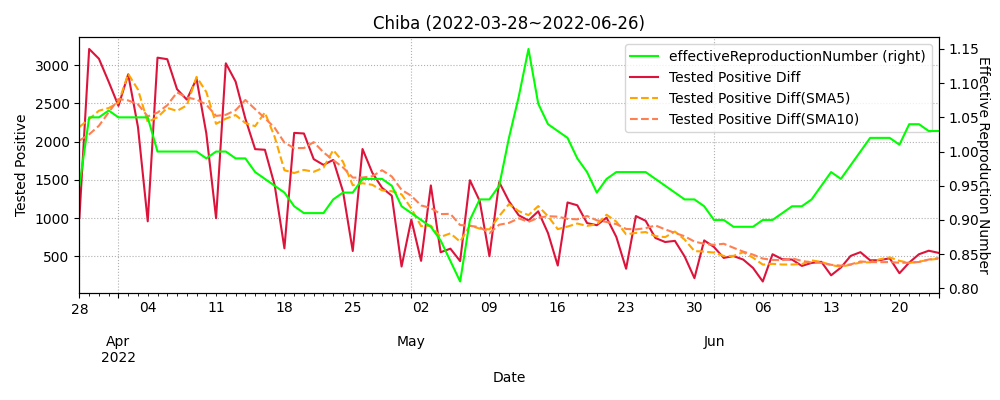 Chiba (2022-03-28~2022-06-26)
effectiveReproductionNumber (right)
Tested Positive Diff
Tested Positive Diff(SMA5)
Tested Positive Diff(SMA10)
Tested Positive
3000
2500
2000
1500
1000
500
1.15
1.10
1.05
1.00
0.95
0.90
0.85
0.80
Effective Reproduction Number
28 04 11 18 25 02 09 16 23 30 06 13 20
Apr May Jun
2022
Date